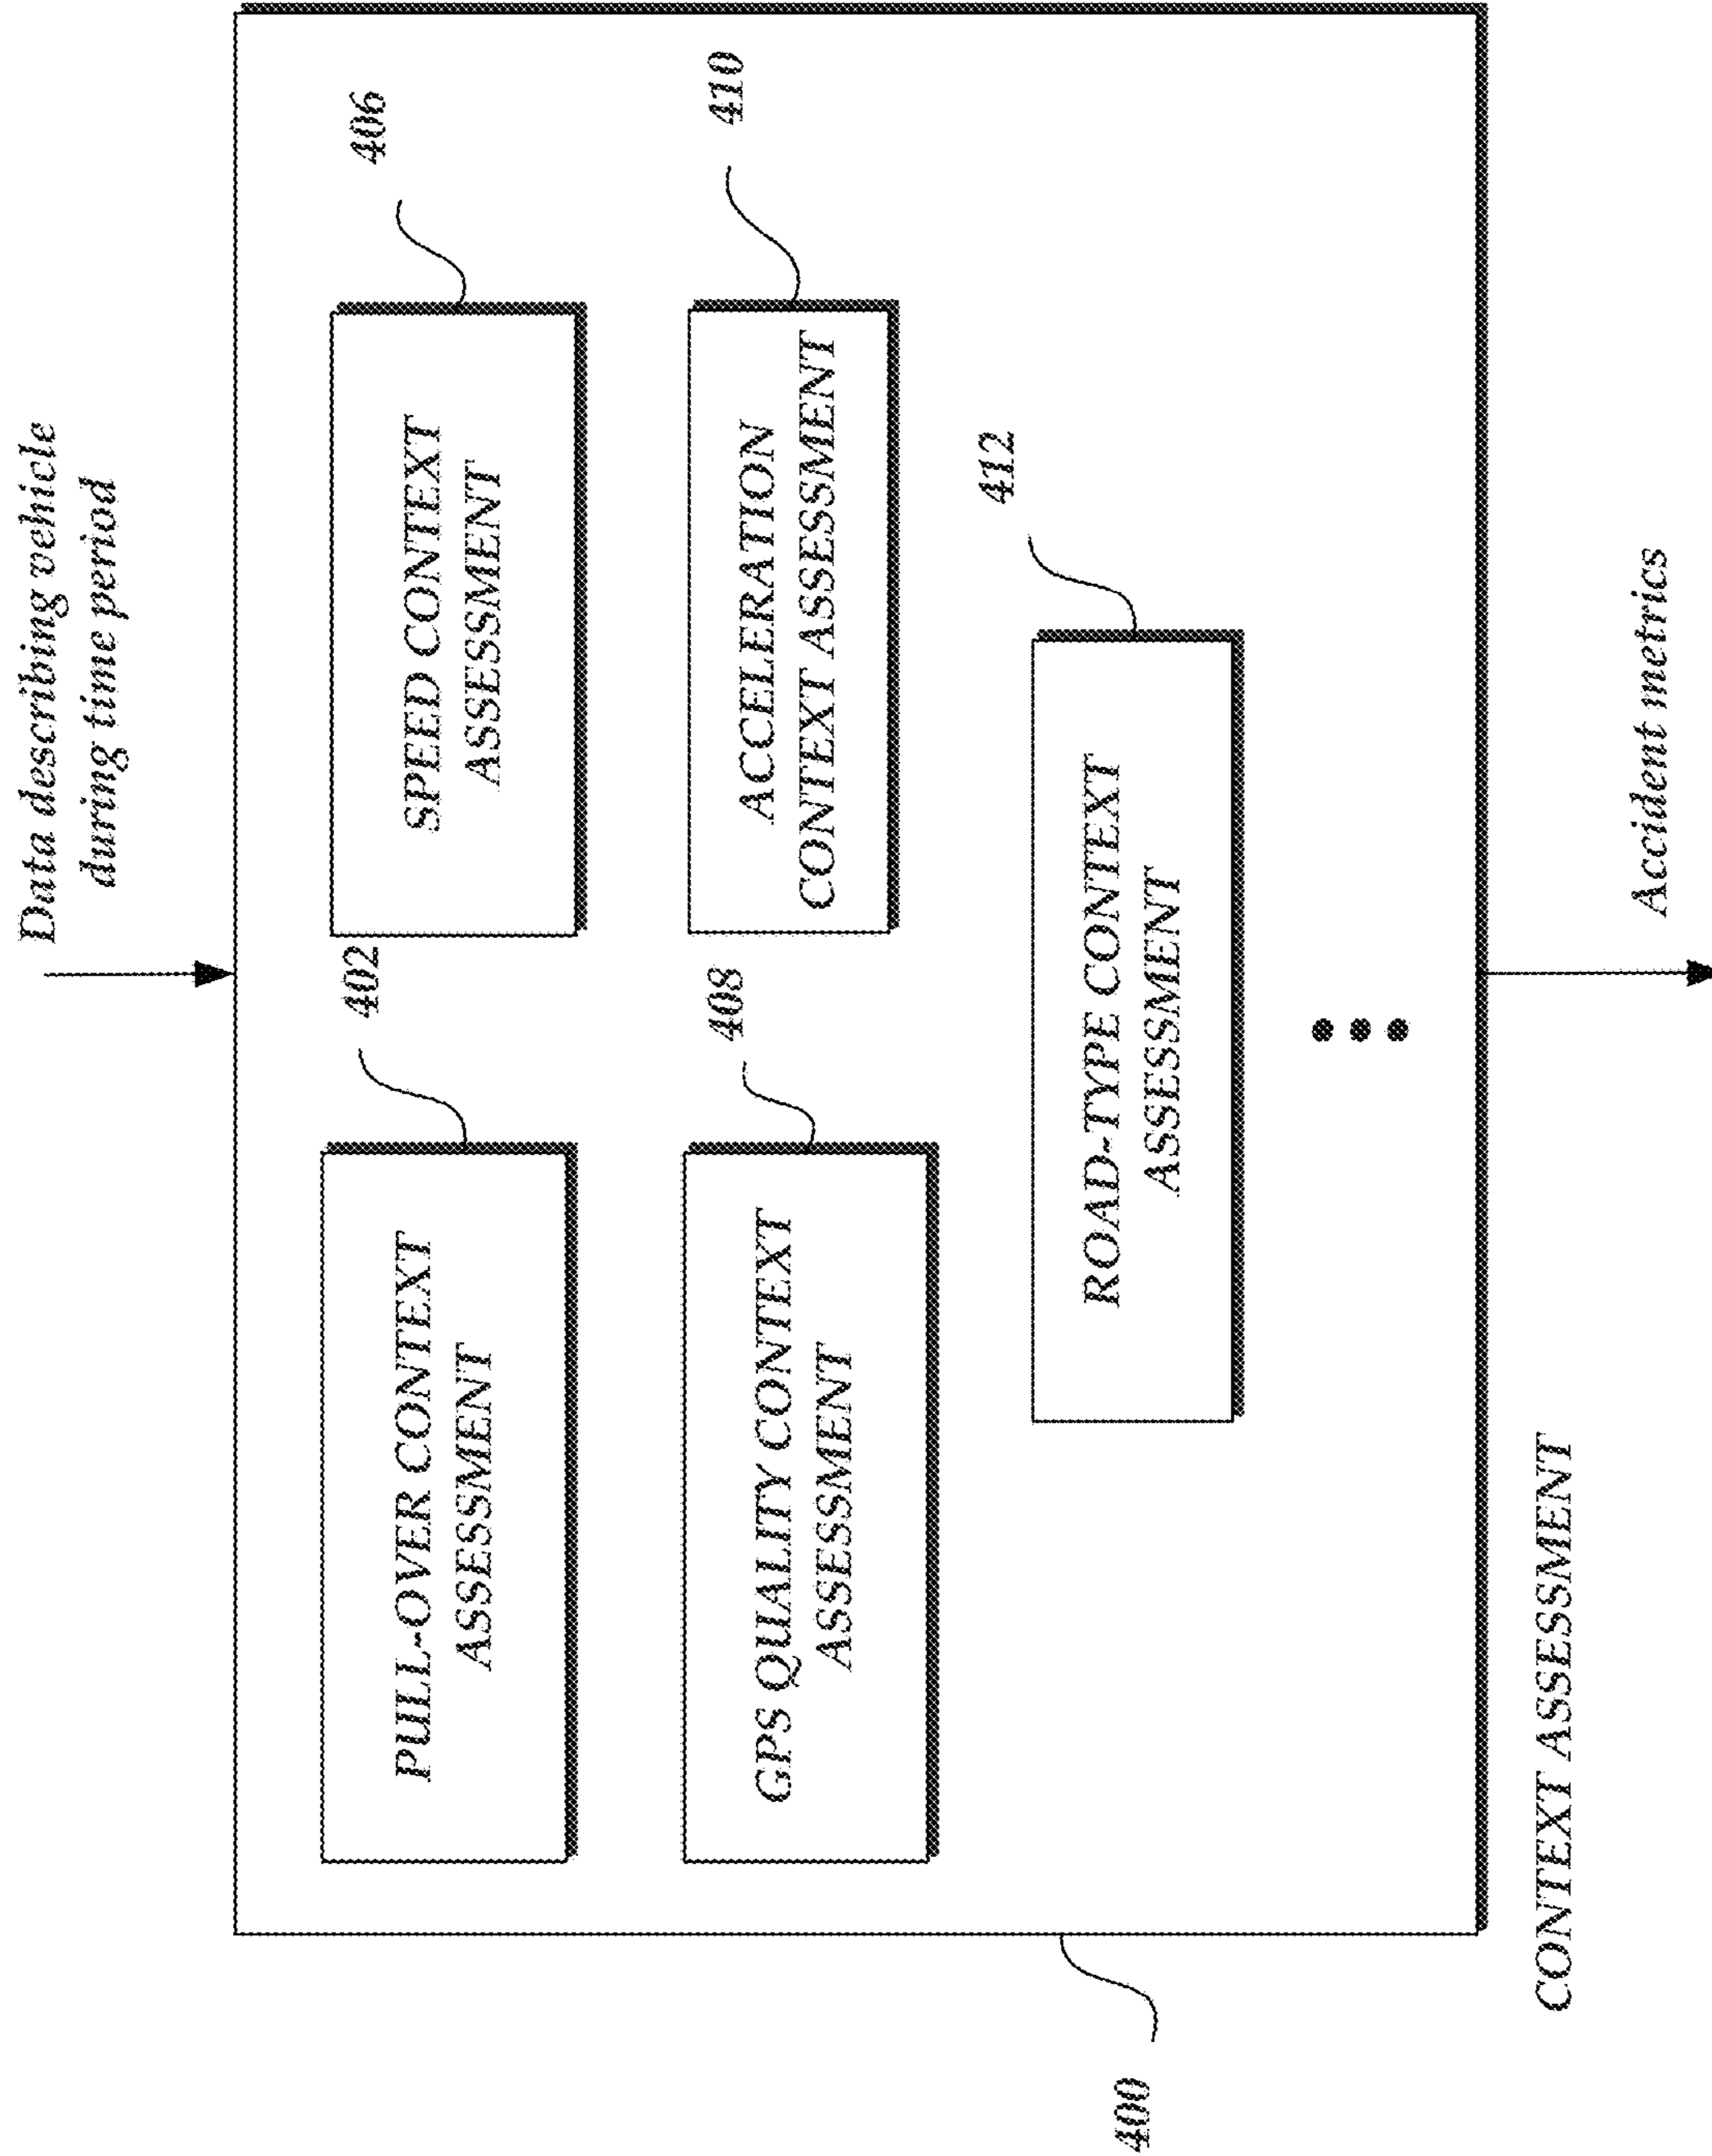 Data describing vehicle
during time period
402
406
PULL-OVER CONTEXT
ASSESSMENT
SPEED CONTEXT
ASSESSMENT
408
410
GPS QUALITY CONTEXT
ASSESSMENT
ACCELERATION
CONTEXT ASSESSMENT
412
ROAD-TYPE CONTEXT
ASSESSMENT
400
CONTEXT ASSESSMENT
Accident metrics